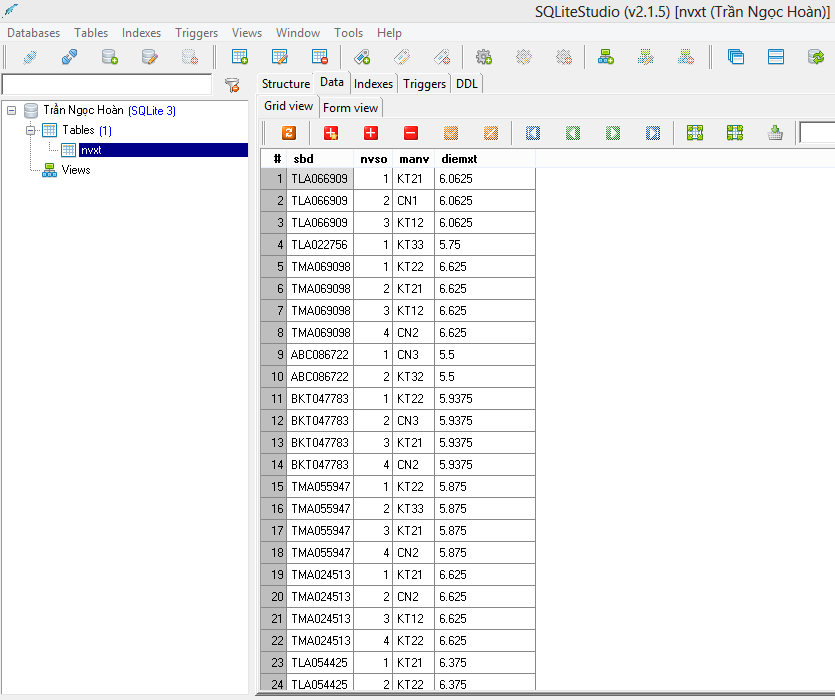 SQLiteStudio (v2.1.5) [nvxt (Trần Ngọc Hoàn)]
Databases Tables Indexes Triggers Views Window Tools Help
Structure Data Indexes Triggers DDL
Grid view Form view
Trần Ngọc Hoàn (SQLite 3)
Tables (1)
nvxt
Views
# sbd nvso manv diemxt
1 TLA066909 1 KT21 6.0625
2 TLA066909 2 CN1 6.0625
3 TLA066909 3 KT12 6.0625
4 TLA022756 1 KT33 5.75
5 TMA069098 1 KT22 6.625
6 TMA069098 2 KT21 6.625
7 TMA069098 3 KT12 6.625
8 TMA069098 4 CN2 6.625
9 ABC086722 1 CN3 5.5
10 ABC086722 2 KT32 5.5
11 BKT047783 1 KT22 5.9375
12 BKT047783 2 CN3 5.9375
13 BKT047783 3 KT21 5.9375
14 BKT047783 4 CN2 5.9375
15 TMA055947 1 KT22 5.875
16 TMA055947 2 KT33 5.875
17 TMA055947 3 KT21 5.875
18 TMA055947 4 CN2 5.875
19 TMA024513 1 KT21 6.625
20 TMA024513 2 CN2 6.625
21 TMA024513 3 KT12 6.625
22 TMA024513 4 KT22 6.625
23 TLA054425 1 KT21 6.375
24 TLA054425 2 KT22 6.375